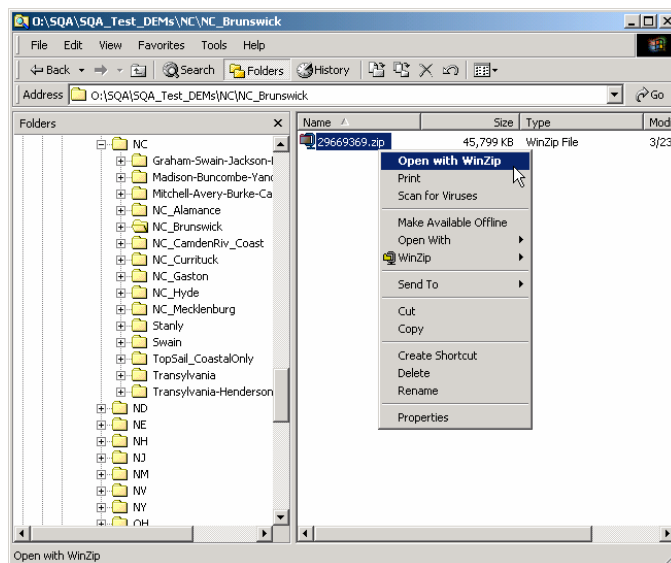 O:\SQA\SQA_Test_DEMs\NC\NC_Brunswick
File Edit View Favorites Tools Help
Back Search Folders History
Address O:\SQA\SQA_Test_DEMs\NC\NC_Brunswick Go
Folders
Name Size Type Modi
NC
Graham-Swain-Jackson-
Madison-Buncombe-Yanc
Mitchell-Avery-Burke-Ca
NC_Alamance
NC_Brunswick
NC_CamdenRiv_Coast
NC_Currituck
NC_Gaston
NC_Hyde
NC_Mecklenburg
Stanly
Swain
TopSail_CoastalOnly
Transylvania
Transylvania-Henderson
ND
NE
NH
NJ
NM
NV
NY
OH
29669369.zip 45,799 KB WinZip File 3/23
Open with WinZip
Print
Scan for Viruses
Make Available Offline
Open With
WinZip
Send To
Cut
Copy
Create Shortcut
Delete
Rename
Properties
Open with WinZip